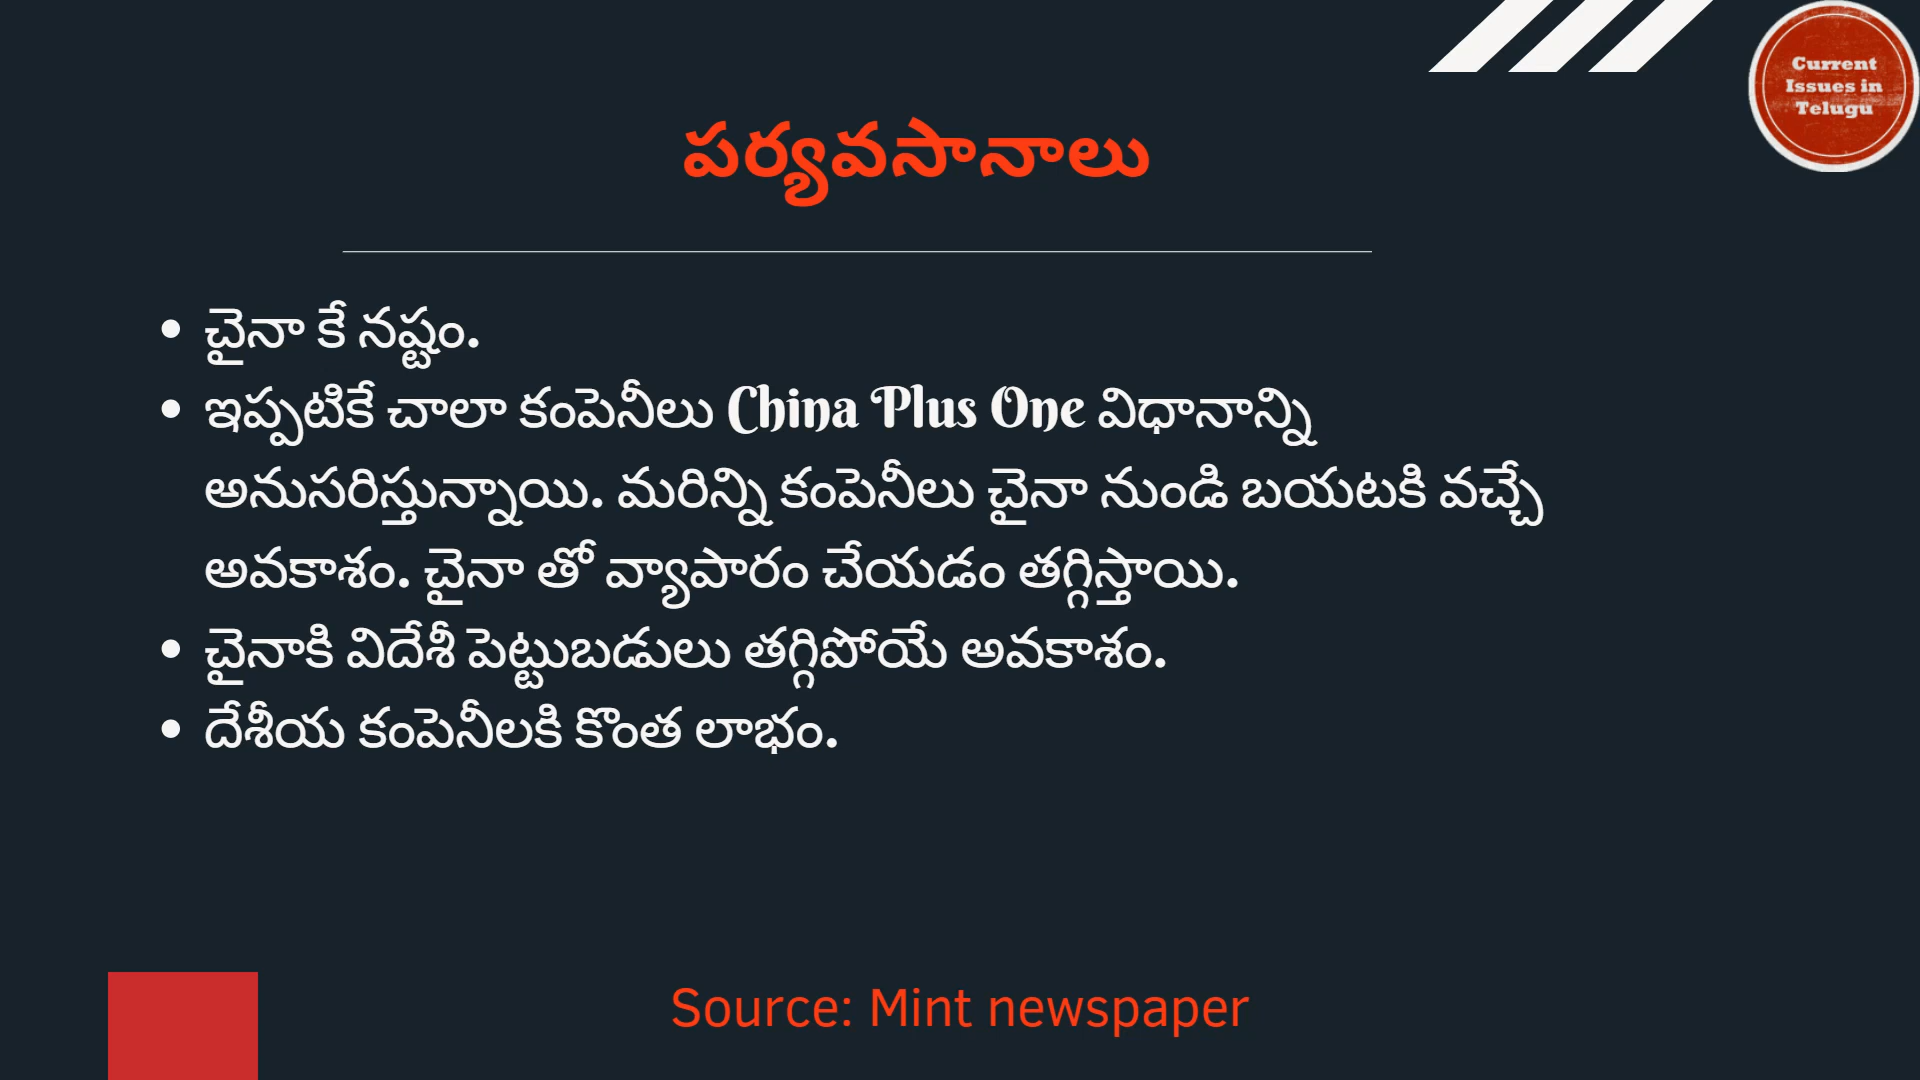 Current
Issues in
Telugu
పర్యవసానాలు
• చైనా కే నష్టం.
• ఇప్పటికే చాలా కంపెనీలు China Plus One విధానాన్ని
అనుసరిస్తున్నాయి. మరిన్ని కంపెనీలు చైనా నుండి బయటకి వచ్చే
అవకాశం. చైనా తో వ్యాపారం చేయడం తగ్గిస్తాయి.
• చైనాకి విదేశీ పెట్టుబడులు తగ్గిపోయే అవకాశం.
• దేశీయ కంపెనీలకి కొంత లాభం.
Source: Mint newspaper